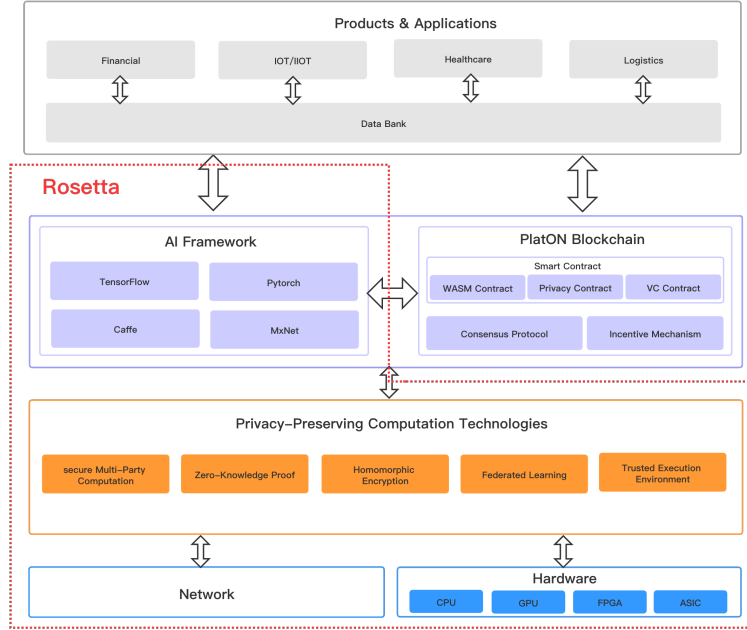 Products & Applications
Financial
IOT/IIOT
Healthcare
Logistics
Data Bank
Rosetta
AI Framework
TensorFlow
Pytorch
Caffe
MxNet
PlatON Blockchain
Smart Contract
WASM Contract
Privacy Contract
VC Contract
Consensus Protocol
Incentive Mechanism
Privacy-Preserving Computation Technologies
secure Multi-Party
Computation
Zero-Knowledge Proof
Homomorphic
Encryption
Federated Learning
Trusted Execution
Environment
Network
Hardware
CPU
GPU
FPGA
ASIC